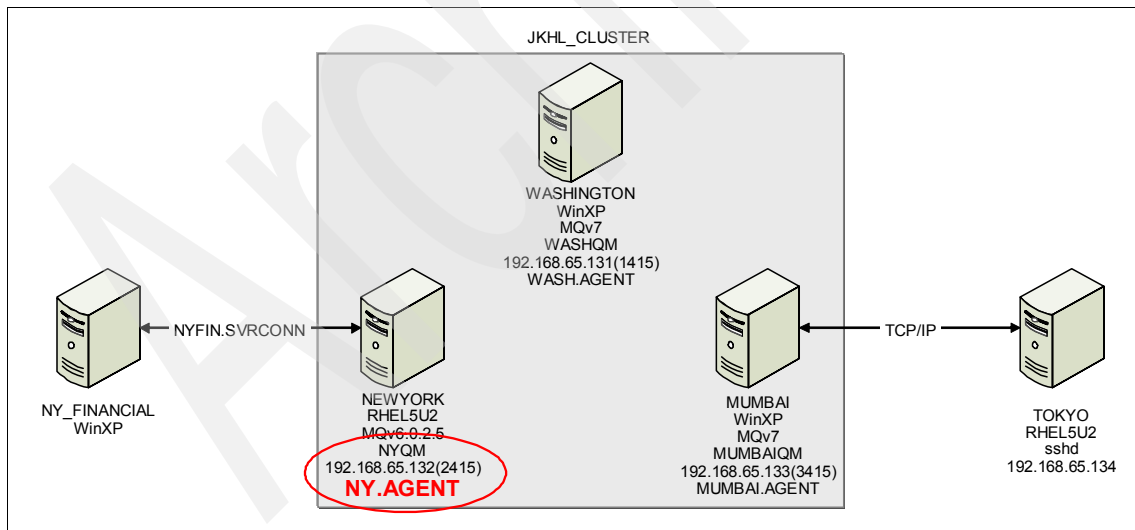 JKHL_CLUSTER
WASHINGTON
WinXP
MQv7
WASHQM
192.168.65.131(1415)
WASH.AGENT
NYFIN.SVRCONN
TCP/IP
NY_FINANCIAL
WinXP
NEWYORK
RHEL5U2
MQv6.0.2.5
NYQM
192.168.65.132(2415)
NY.AGENT
MUMBAI
WinXP
MQv7
MUMBAIQM
192.168.65.133(3415)
MUMBAI.AGENT
TOKYO
RHEL5U2
sshd
192.168.65.134